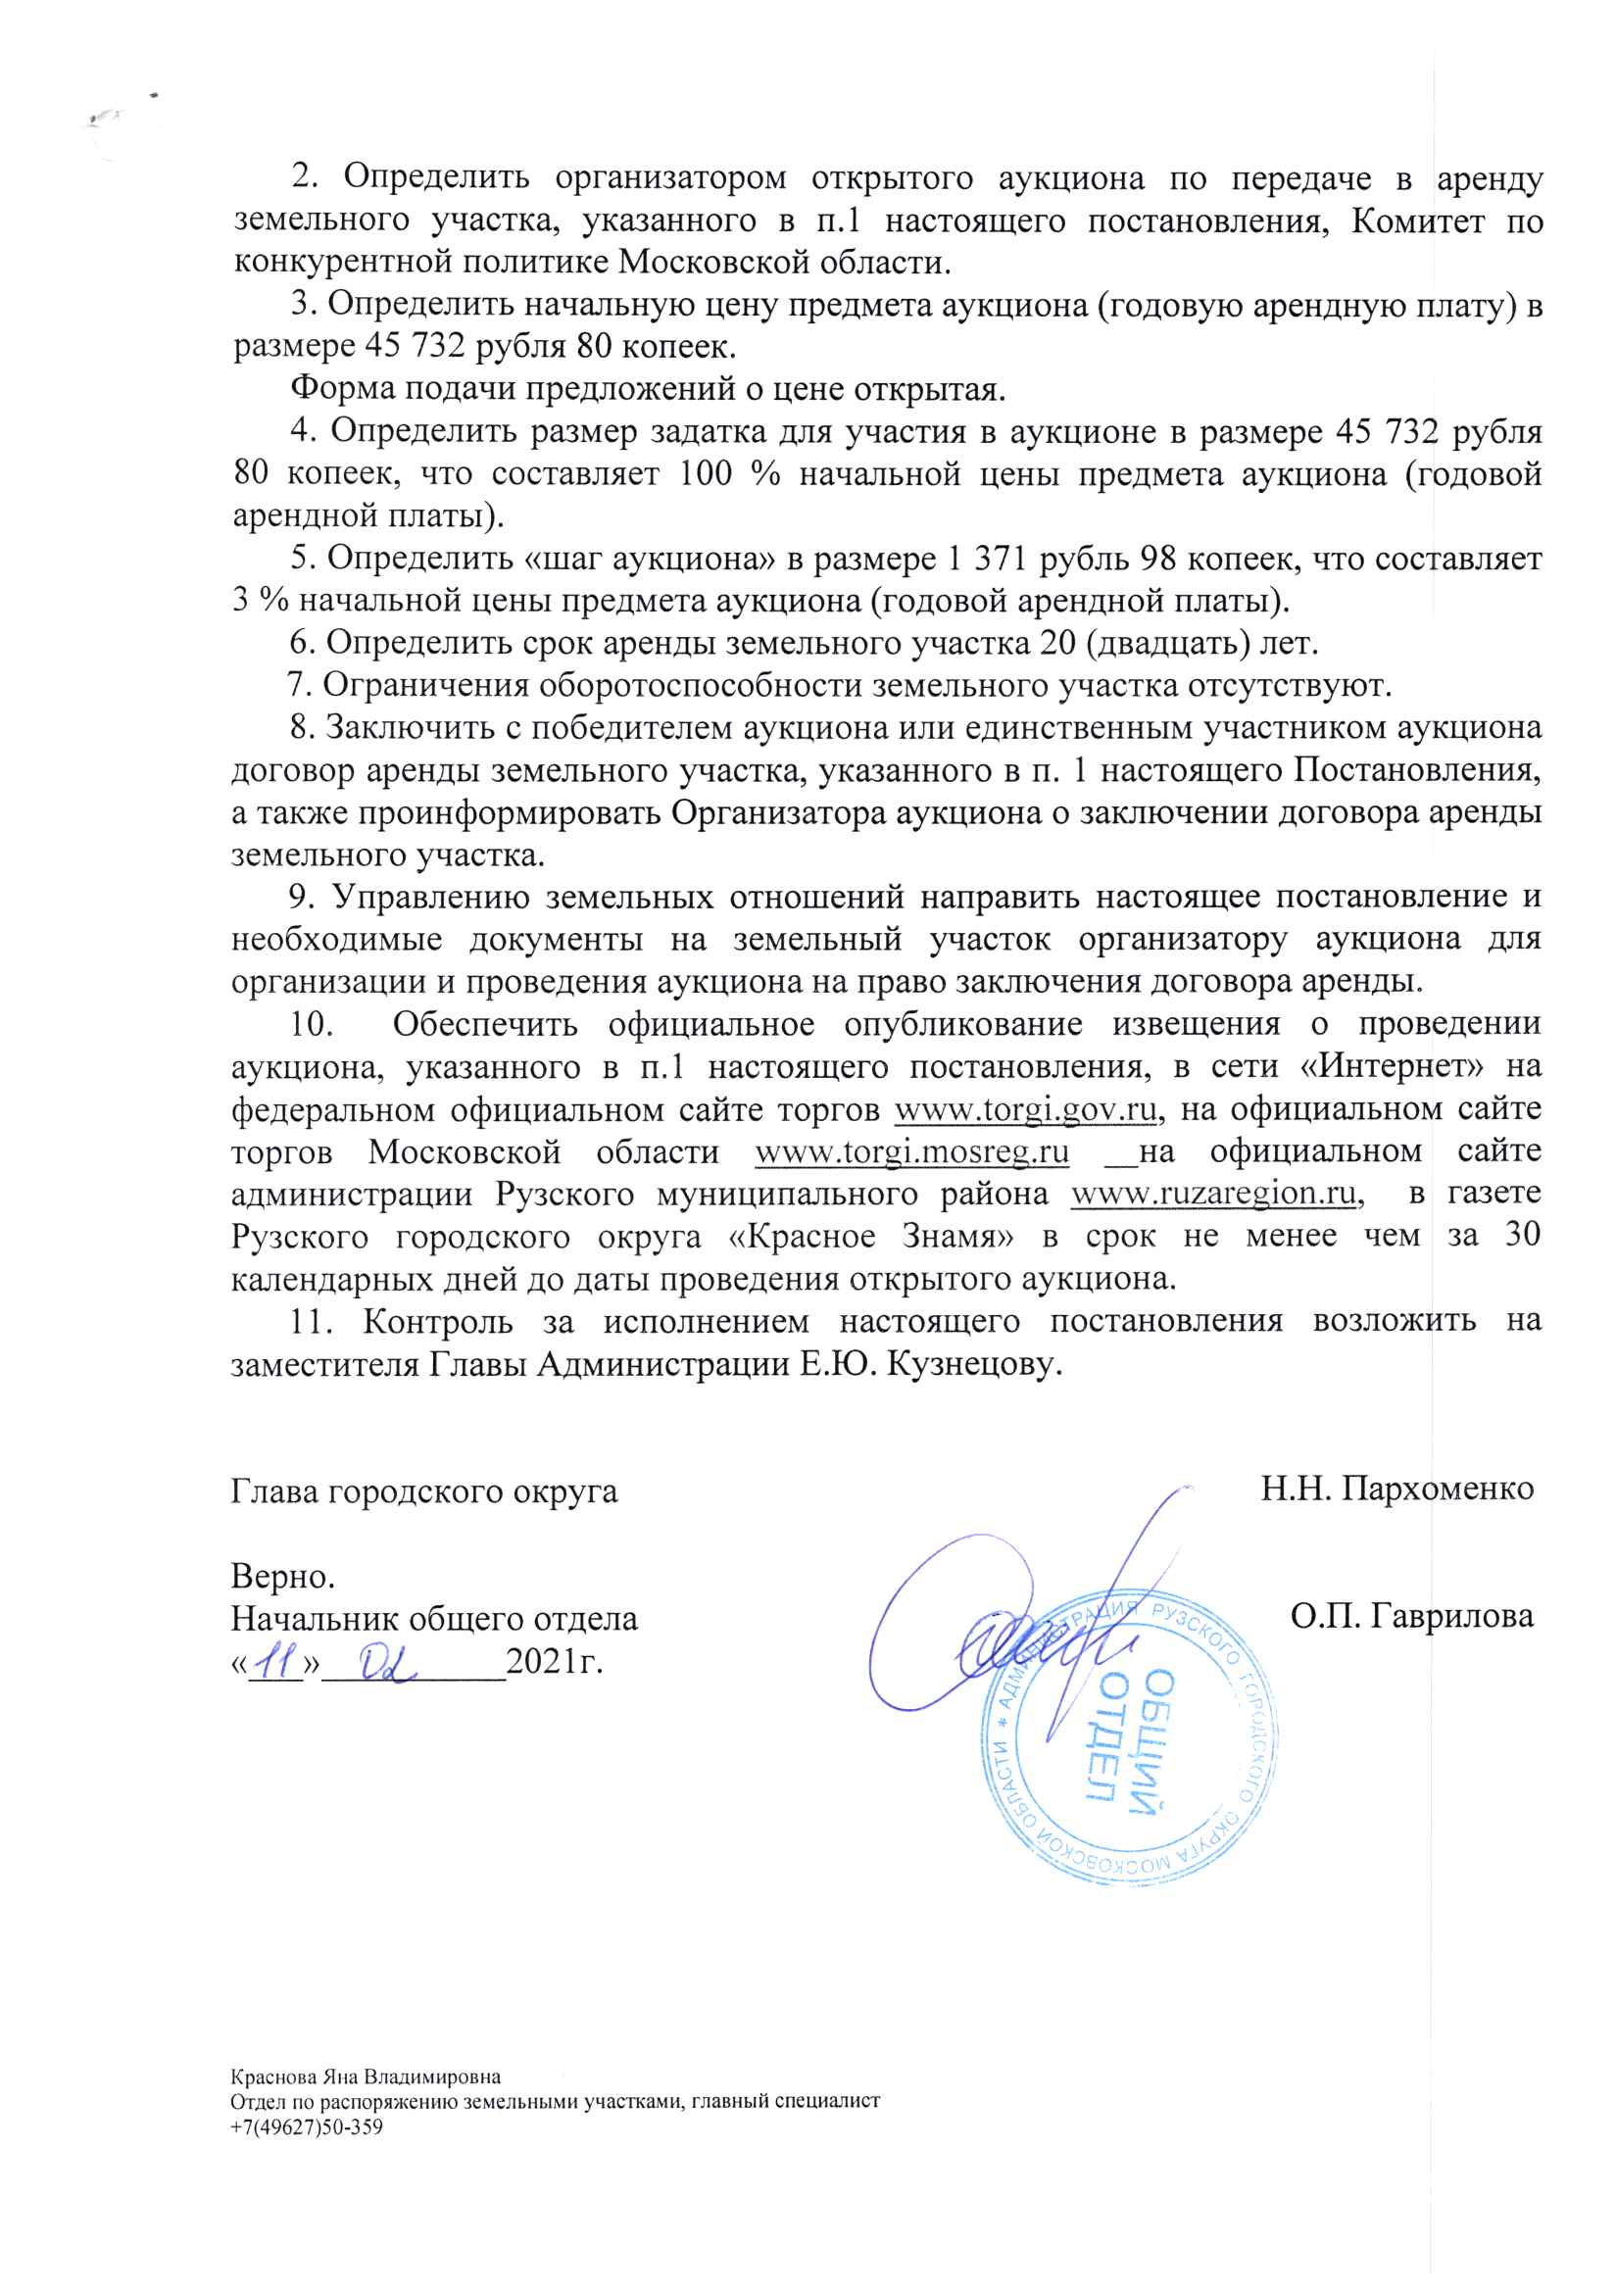 2. Определить организатором открытого аукциона по передаче в аренду
земельного участка, указанного в п.1 настоящего постановления, Комитет по
конкурентной политике Московской области.
3. Определить начальную цену предмета аукциона (годовую арендную плату) в
размере 45 732 рубля 80 копеек.
Форма подачи предложений о цене открытая.
4. Определить размер задатка для участия в аукционе в размере 45 732 рубля
80 копеек, что составляет 100 % начальной цены предмета аукциона (годовой
арендной платы).
5. Определить «шаг аукциона» в размере 1 371 рубль 98 копеек, что составляет
3 % начальной цены предмета аукциона (годовой арендной платы).
6. Определить срок аренды земельного участка 20 (двадцать) лет.
7. Ограничения оборотоспособности земельного участка отсутствуют.
8. Заключить с победителем аукциона или единственным участником аукциона
договор аренды земельного участка, указанного в п. 1 настоящего Постановления,
а также проинформировать Организатора аукциона о заключении договора аренды
земельного участка.
9. Управлению земельных отношений направить настоящее постановление и
необходимые документы на земельный участок организатору аукциона для
организации и проведения аукциона на право заключения договора аренды.
10. Обеспечить официальное опубликование извещения о проведении
аукциона, указанного в п.1 настоящего постановления, в сети «Интернет» на
федеральном официальном сайте торгов www.torgi.gov.ru, на официальном сайте
торгов Московской области www.torgi.mosreg.ru __на официальном сайте
администрации Рузского муниципального района www.ruzaregion.ru, в газете
Рузского городского округа «Красное Знамя» в срок не менее чем за 30
календарных дней до даты проведения открытого аукциона.
11. Контроль за исполнением настоящего постановления возложить на
заместителя Главы Администрации Е.Ю. Кузнецову.
Глава городского округа Н.Н. Пархоменко
Верно.
Начальник общего отдела О.П. Гаврилова
«11» 02 2021г.
* АДМИНИСТРАЦИЯ РУЗСКОГО ГОРОДСКОГО ОКРУГА МОСКОВСКОЙ ОБЛАСТИ
ОБЩИЙ
ОТДЕЛ
Краснова Яна Владимировна
Отдел по распоряжению земельными участками, главный специалист
+7(49627)50-359